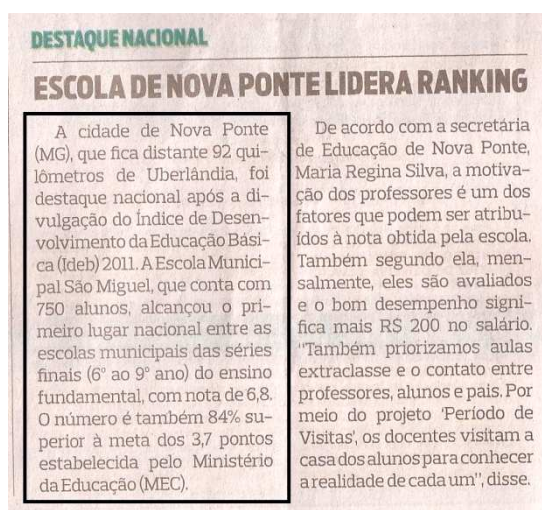 DESTAQUE NACIONAL
ESCOLA DE NOVA PONTE LIDERA RANKING
A cidade de Nova Ponte
(MG), que fica distante 92 qui-
lômetros de Uberlândia, foi
destaque nacional após a di-
vulgação do Índice de Desen-
volvimento da Educação Bási-
ca (Ideb) 2011. A Escola Munici-
pal São Miguel, que conta com
750 alunos, alcançou o pri-
meiro lugar nacional entre as
escolas municipais das séries
finais (6º ao 9º ano) do ensino
fundamental, com nota de 6,8.
O número é também 84% su-
perior à meta dos 3,7 pontos
estabelecida pelo Ministério
da Educação (MEC).
De acordo com a secretária
de Educação de Nova Ponte,
Maria Regina Silva, a motiva-
ção dos professores é um dos
fatores que podem ser atribu-
ídos à nota obtida pela escola.
Também segundo ela, men-
salmente, eles são avaliados
e o bom desempenho signi-
fica mais R$ 200 no salário.
"Também priorizamos aulas
extraclasse e o contato entre
professores, alunos e pais. Por
meio do projeto 'Período de
Visitas', os docentes visitam a
casa dos alunos para conhecer
a realidade de cada um", disse.